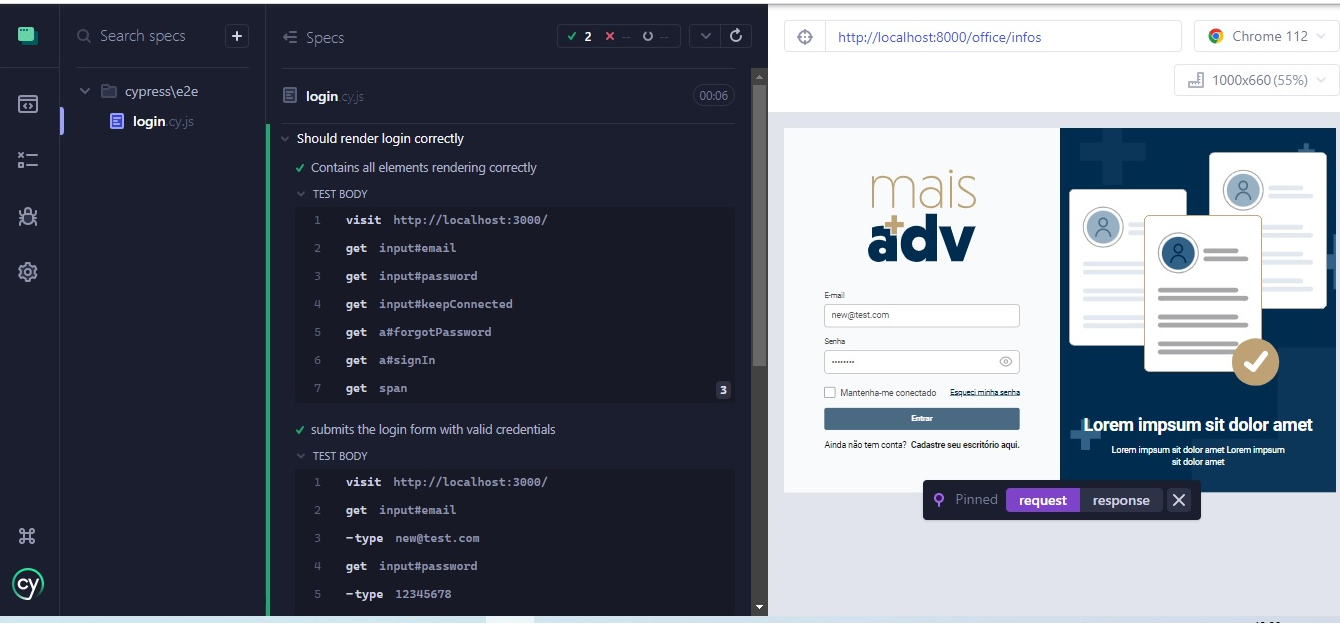 Search specs
+
cypress\e2e
login.cy.js
cy
Specs
2 -- --
login.cy.js
00:06
Should render login correctly
Contains all elements rendering correctly
TEST BODY
1 visit http://localhost:3000/
2 get input#email
3 get input#password
4 get input#keepConnected
5 get a#forgotPassword
6 get a#signIn
7 get span 3
submits the login form with valid credentials
TEST BODY
1 visit http://localhost:3000/
2 get input#email
3 -type new@test.com
4 get input#password
5 -type 12345678
http://localhost:8000/office/infos
Chrome 112
1000x660 (55%)
mais
adv
E-mail
new@test.com
Senha
••••••••
Mantenha-me conectado Esqueci minha senha
Entrar
Ainda não tem conta? Cadastre seu escritório aqui.
Lorem impsum sit dolor amet
Lorem impsum sit dolor amet Lorem impsum
sit dolor amet
Pinned request response